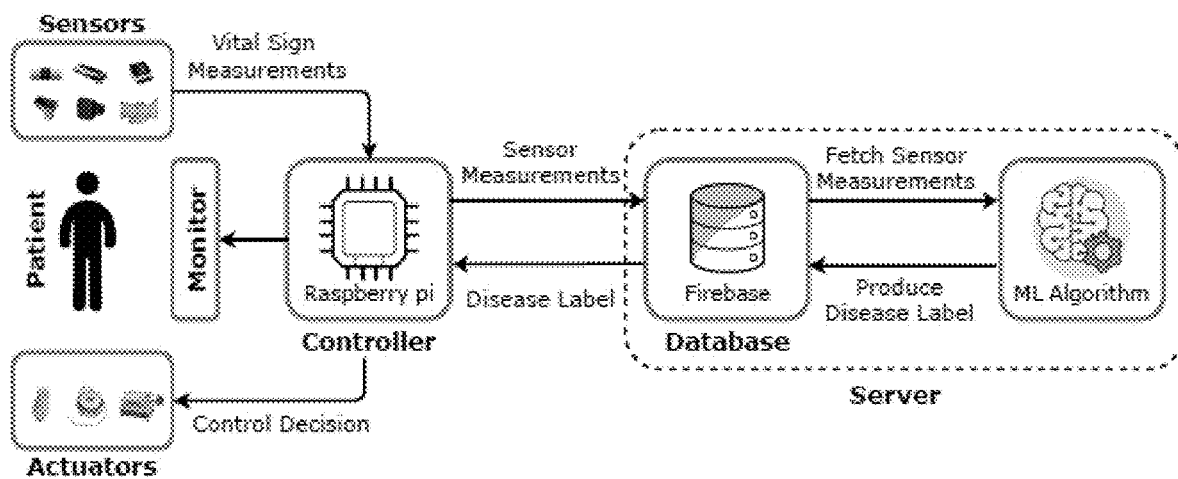 Sensors
Vital Sign
Measurements
Patient
Monitor
Raspberry pi
Controller
Sensor
Measurements
Disease Label
Firebase
Database
Fetch Sensor
Measurements
Produce
Disease Label
ML Algorithm
Server
Control Decision
Actuators